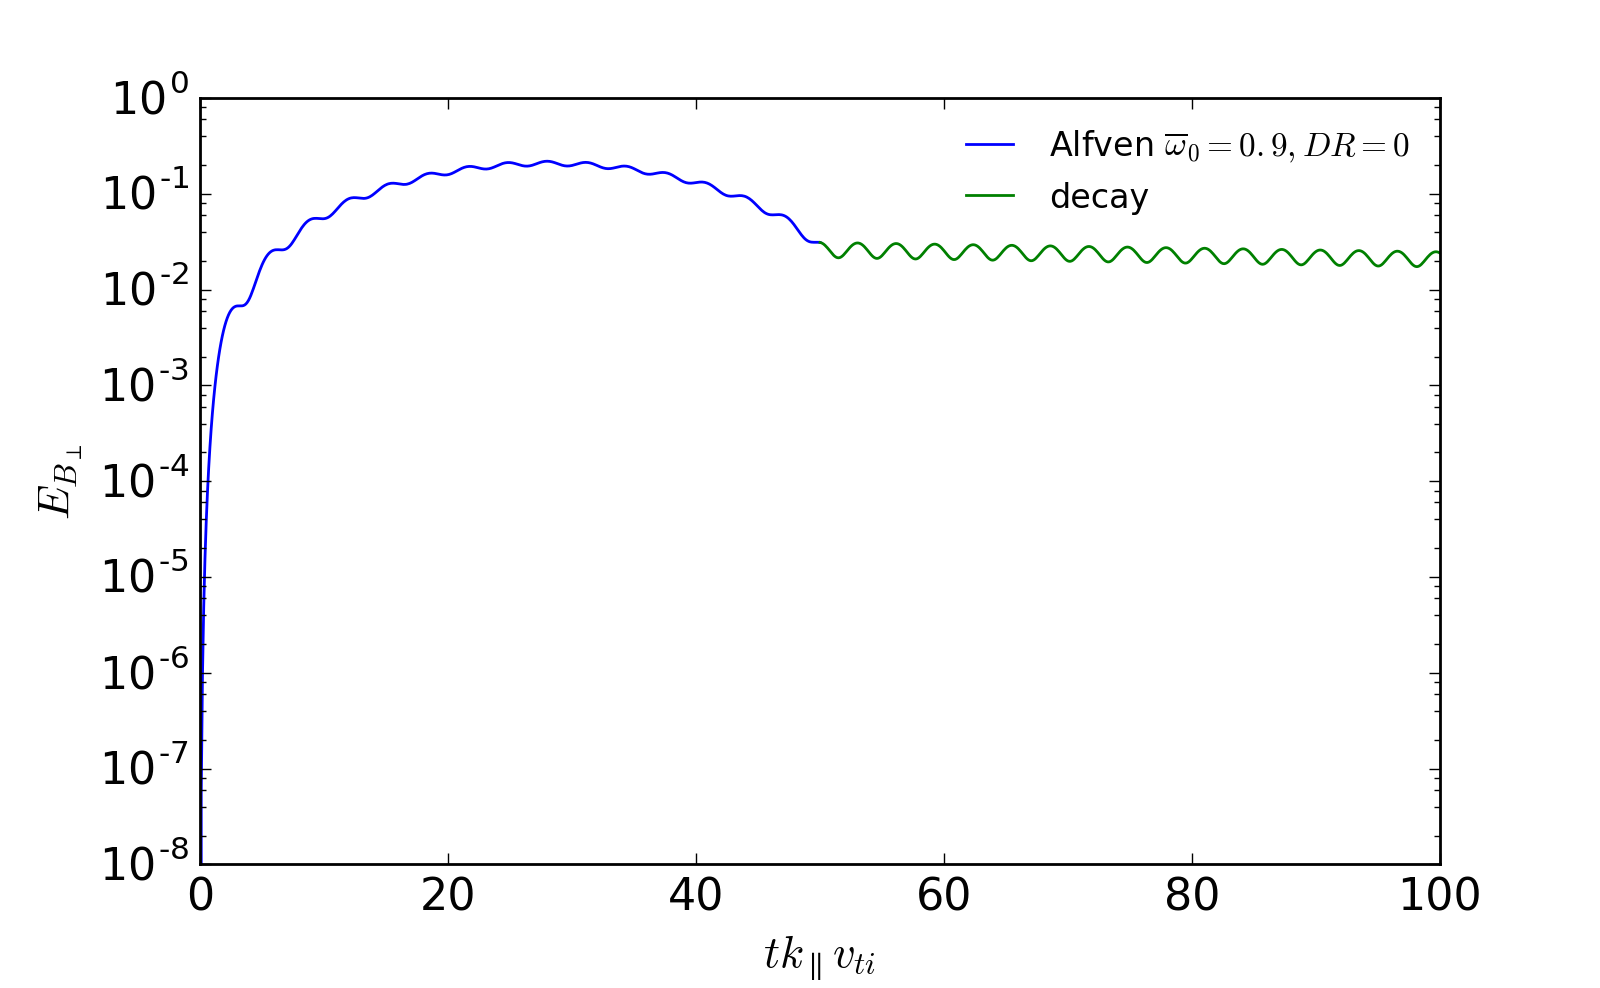 10^0
10^-1
10^-2
10^-3
10^-4
10^-5
10^-6
10^-7
10^-8
E_{B_⊥}
Alfven ω̅_0 = 0.9, DR = 0
decay
0 20 40 60 80 100
tk_∥ v_{ti}